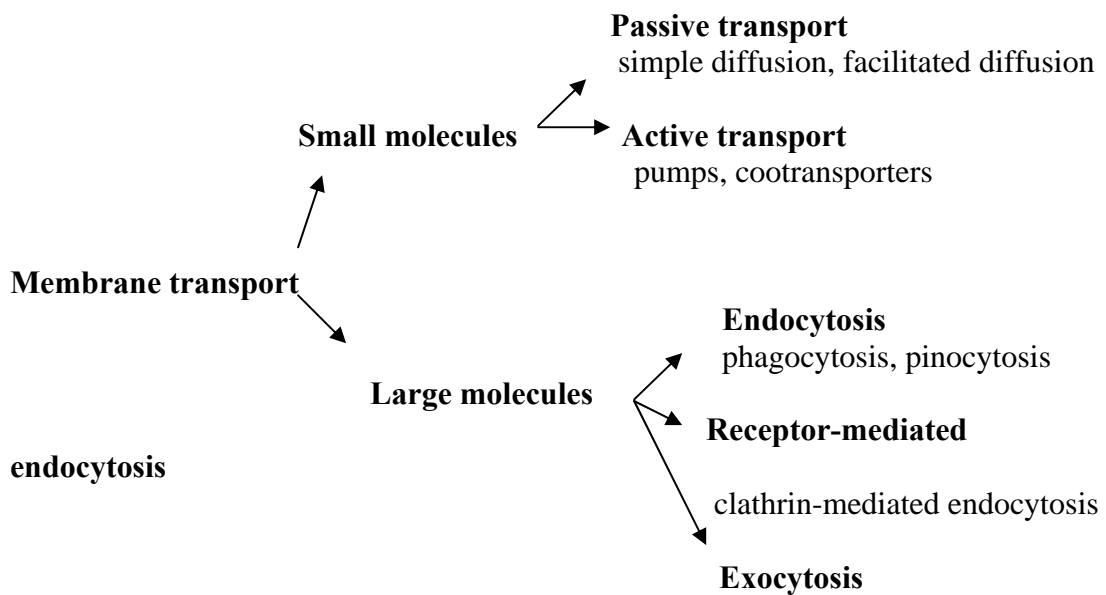 Passive transport
simple diffusion, facilitated diffusion
Small molecules
Active transport
pumps, cootransporters
Membrane transport
Endocytosis
phagocytosis, pinocytosis
Large molecules
Receptor-mediated
endocytosis
clathrin-mediated endocytosis
Exocytosis